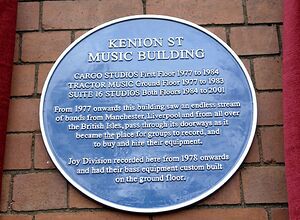 KENION ST
MUSIC BUILDING
CARGO STUDIOS First Floor 1977 to 1984
TRACTOR MUSIC Ground Floor 1977 to 1983
SUITE 16 STUDIOS Both Floors 1984 to 2001
From 1977 onwards this building saw an endless stream
of bands from Manchester, Liverpool and from all over
the British Isles, pass through its doorways as it
became the place for groups to record, and
to buy and hire their equipment.
Joy Division recorded here from 1978 onwards
and had their bass equipment custom built
on the ground floor.